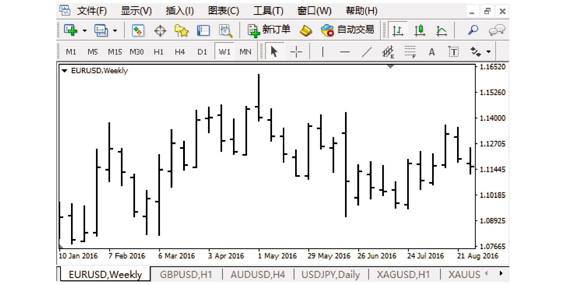 文件(F) 显示(V) 插入(I) 图表(C) 工具(T) 窗口(W) 帮助(H)
新订单 自动交易
M1 M5 M15 M30 H1 H4 D1 W1 MN A T
EURUSD,Weekly
1.16520
1.15260
1.14000
1.12705
1.11445
1.10185
1.08925
1.07665
10 Jan 2016 7 Feb 2016 6 Mar 2016 3 Apr 2016 1 May 2016 29 May 2016 26 Jun 2016 24 Jul 2016 21 Aug 2016
EURUSD,Weekly GBPUSD,H1 AUDUSD,H4 USDJPY,Daily XAGUSD,H1 XAUUS